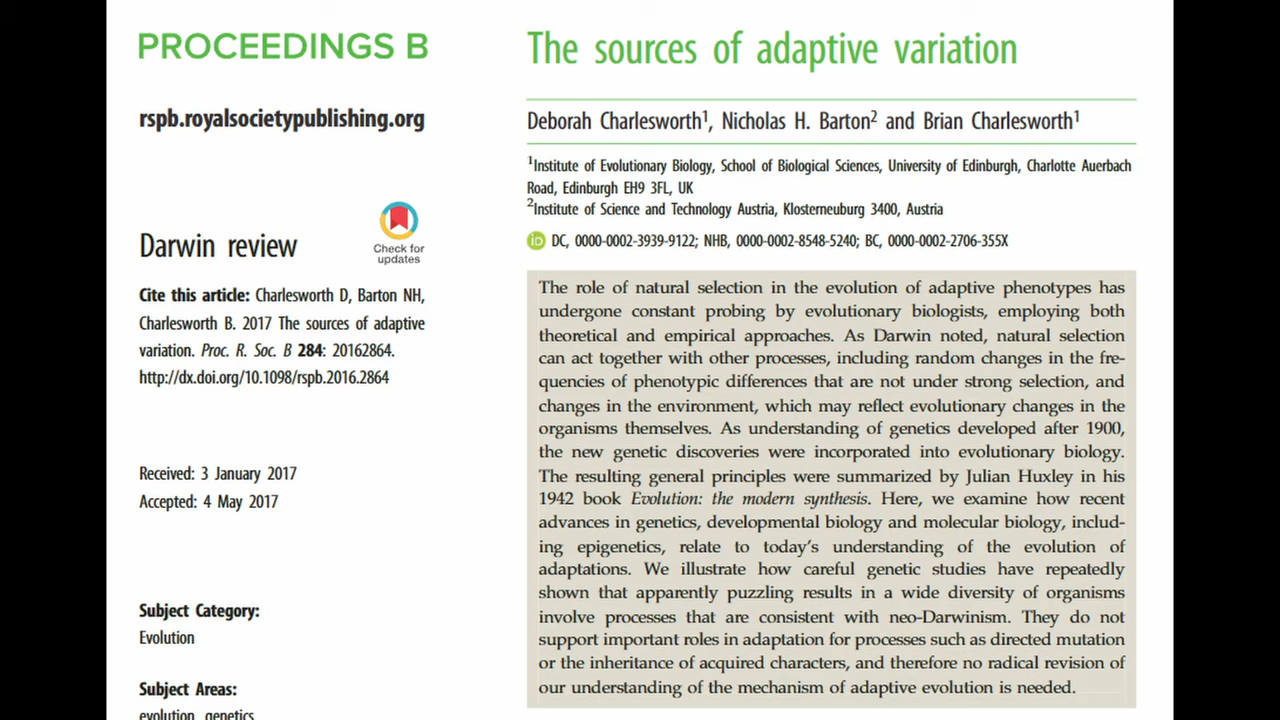 PROCEEDINGS B
rspb.royalsocietypublishing.org
Darwin review
Check for
updates
Cite this article: Charlesworth D, Barton NH,
Charlesworth B. 2017 The sources of adaptive
variation. Proc. R. Soc. B 284: 20162864.
http://dx.doi.org/10.1098/rspb.2016.2864
Received: 3 January 2017
Accepted: 4 May 2017
Subject Category:
Evolution
Subject Areas:
evolution, genetics
The sources of adaptive variation
Deborah Charlesworth1, Nicholas H. Barton2 and Brian Charlesworth1
1Institute of Evolutionary Biology, School of Biological Sciences, University of Edinburgh, Charlotte Auerbach
Road, Edinburgh EH9 3FL, UK
2Institute of Science and Technology Austria, Klosterneuburg 3400, Austria
iD DC, 0000-0002-3939-9122; NHB, 0000-0002-8548-5240; BC, 0000-0002-2706-355X
The role of natural selection in the evolution of adaptive phenotypes has
undergone constant probing by evolutionary biologists, employing both
theoretical and empirical approaches. As Darwin noted, natural selection
can act together with other processes, including random changes in the fre-
quencies of phenotypic differences that are not under strong selection, and
changes in the environment, which may reflect evolutionary changes in the
organisms themselves. As understanding of genetics developed after 1900,
the new genetic discoveries were incorporated into evolutionary biology.
The resulting general principles were summarized by Julian Huxley in his
1942 book Evolution: the modern synthesis. Here, we examine how recent
advances in genetics, developmental biology and molecular biology, includ-
ing epigenetics, relate to today's understanding of the evolution of
adaptations. We illustrate how careful genetic studies have repeatedly
shown that apparently puzzling results in a wide diversity of organisms
involve processes that are consistent with neo-Darwinism. They do not
support important roles in adaptation for processes such as directed mutation
or the inheritance of acquired characters, and therefore no radical revision of
our understanding of the mechanism of adaptive evolution is needed.